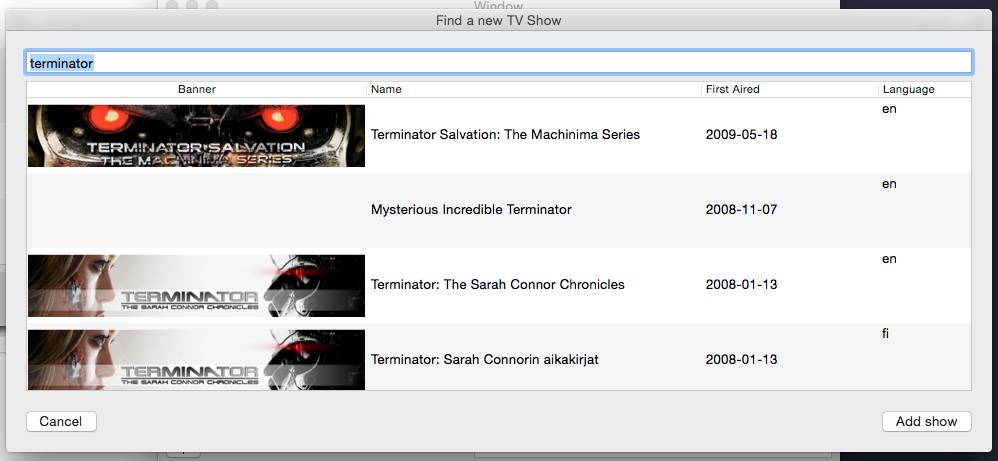 Window
Find a new TV Show
terminator
Banner Name First Aired Language
TERMINATOR SALVATION
THE MACHINIMA SERIES
Terminator Salvation: The Machinima Series 2009-05-18 en
Mysterious Incredible Terminator 2008-11-07 en
TERMINATOR
THE SARAH CONNOR CHRONICLES
Terminator: The Sarah Connor Chronicles 2008-01-13 en
TERMINATOR
THE SARAH CONNOR CHRONICLES
Terminator: Sarah Connorin aikakirjat 2008-01-13 fi
Cancel Add show